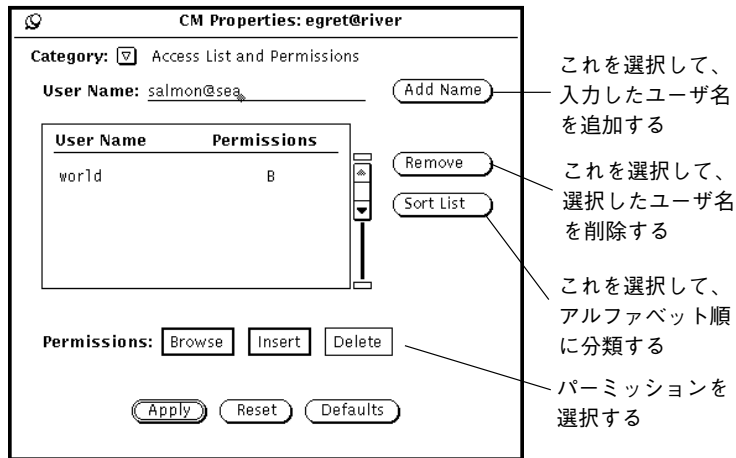 CM Properties: egret@river
Category: Access List and Permissions
User Name: salmon@sea
Add Name
User Name Permissions
world B
Remove
Sort List
Permissions: Browse Insert Delete
Apply Reset Defaults
これを選択して、
入力したユーザ名
を追加する
これを選択して、
選択したユーザ名
を削除する
これを選択して、
アルファベット順
に分類する
パーミッションを
選択する